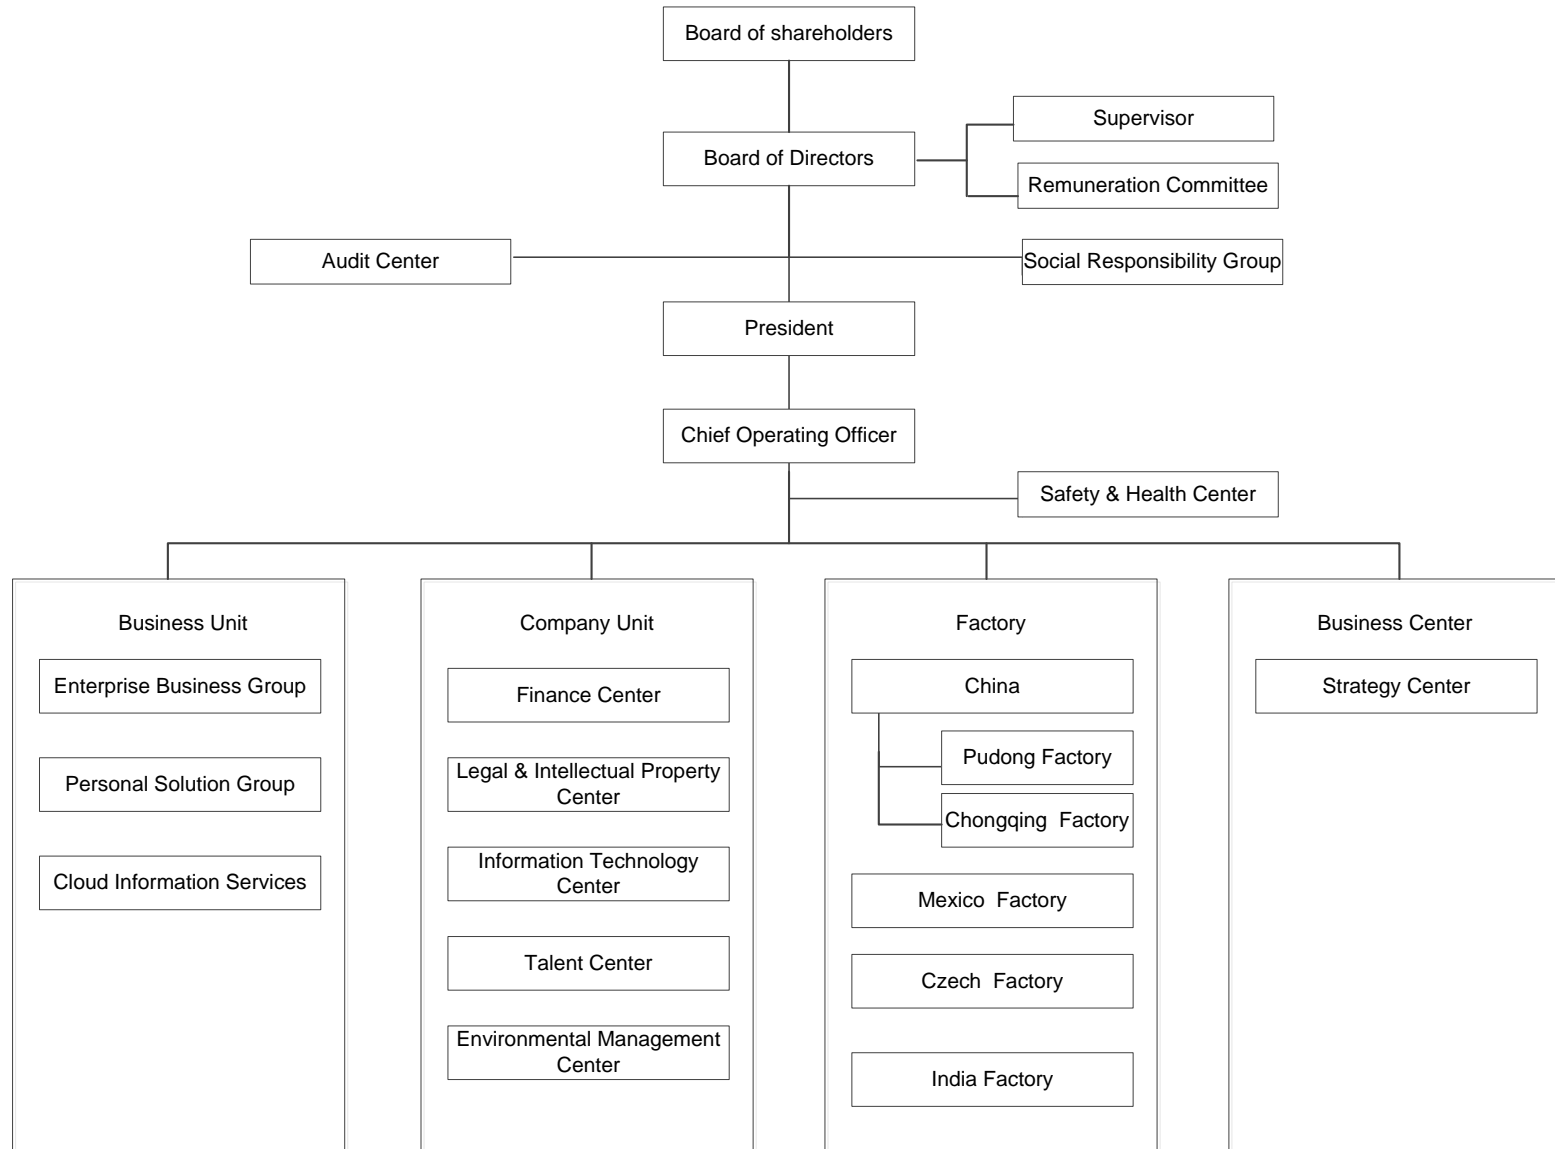 Board of shareholders
Supervisor
Board of Directors
Remuneration Committee
Audit Center
Social Responsibility Group
President
Chief Operating Officer
Safety & Health Center
Business Unit
Enterprise Business Group
Personal Solution Group
Cloud Information Services
Company Unit
Finance Center
Legal & Intellectual Property
Center
Information Technology
Center
Talent Center
Environmental Management
Center
Factory
China
Pudong Factory
Chongqing  Factory
Mexico  Factory
Czech  Factory
India Factory
Business Center
Strategy Center